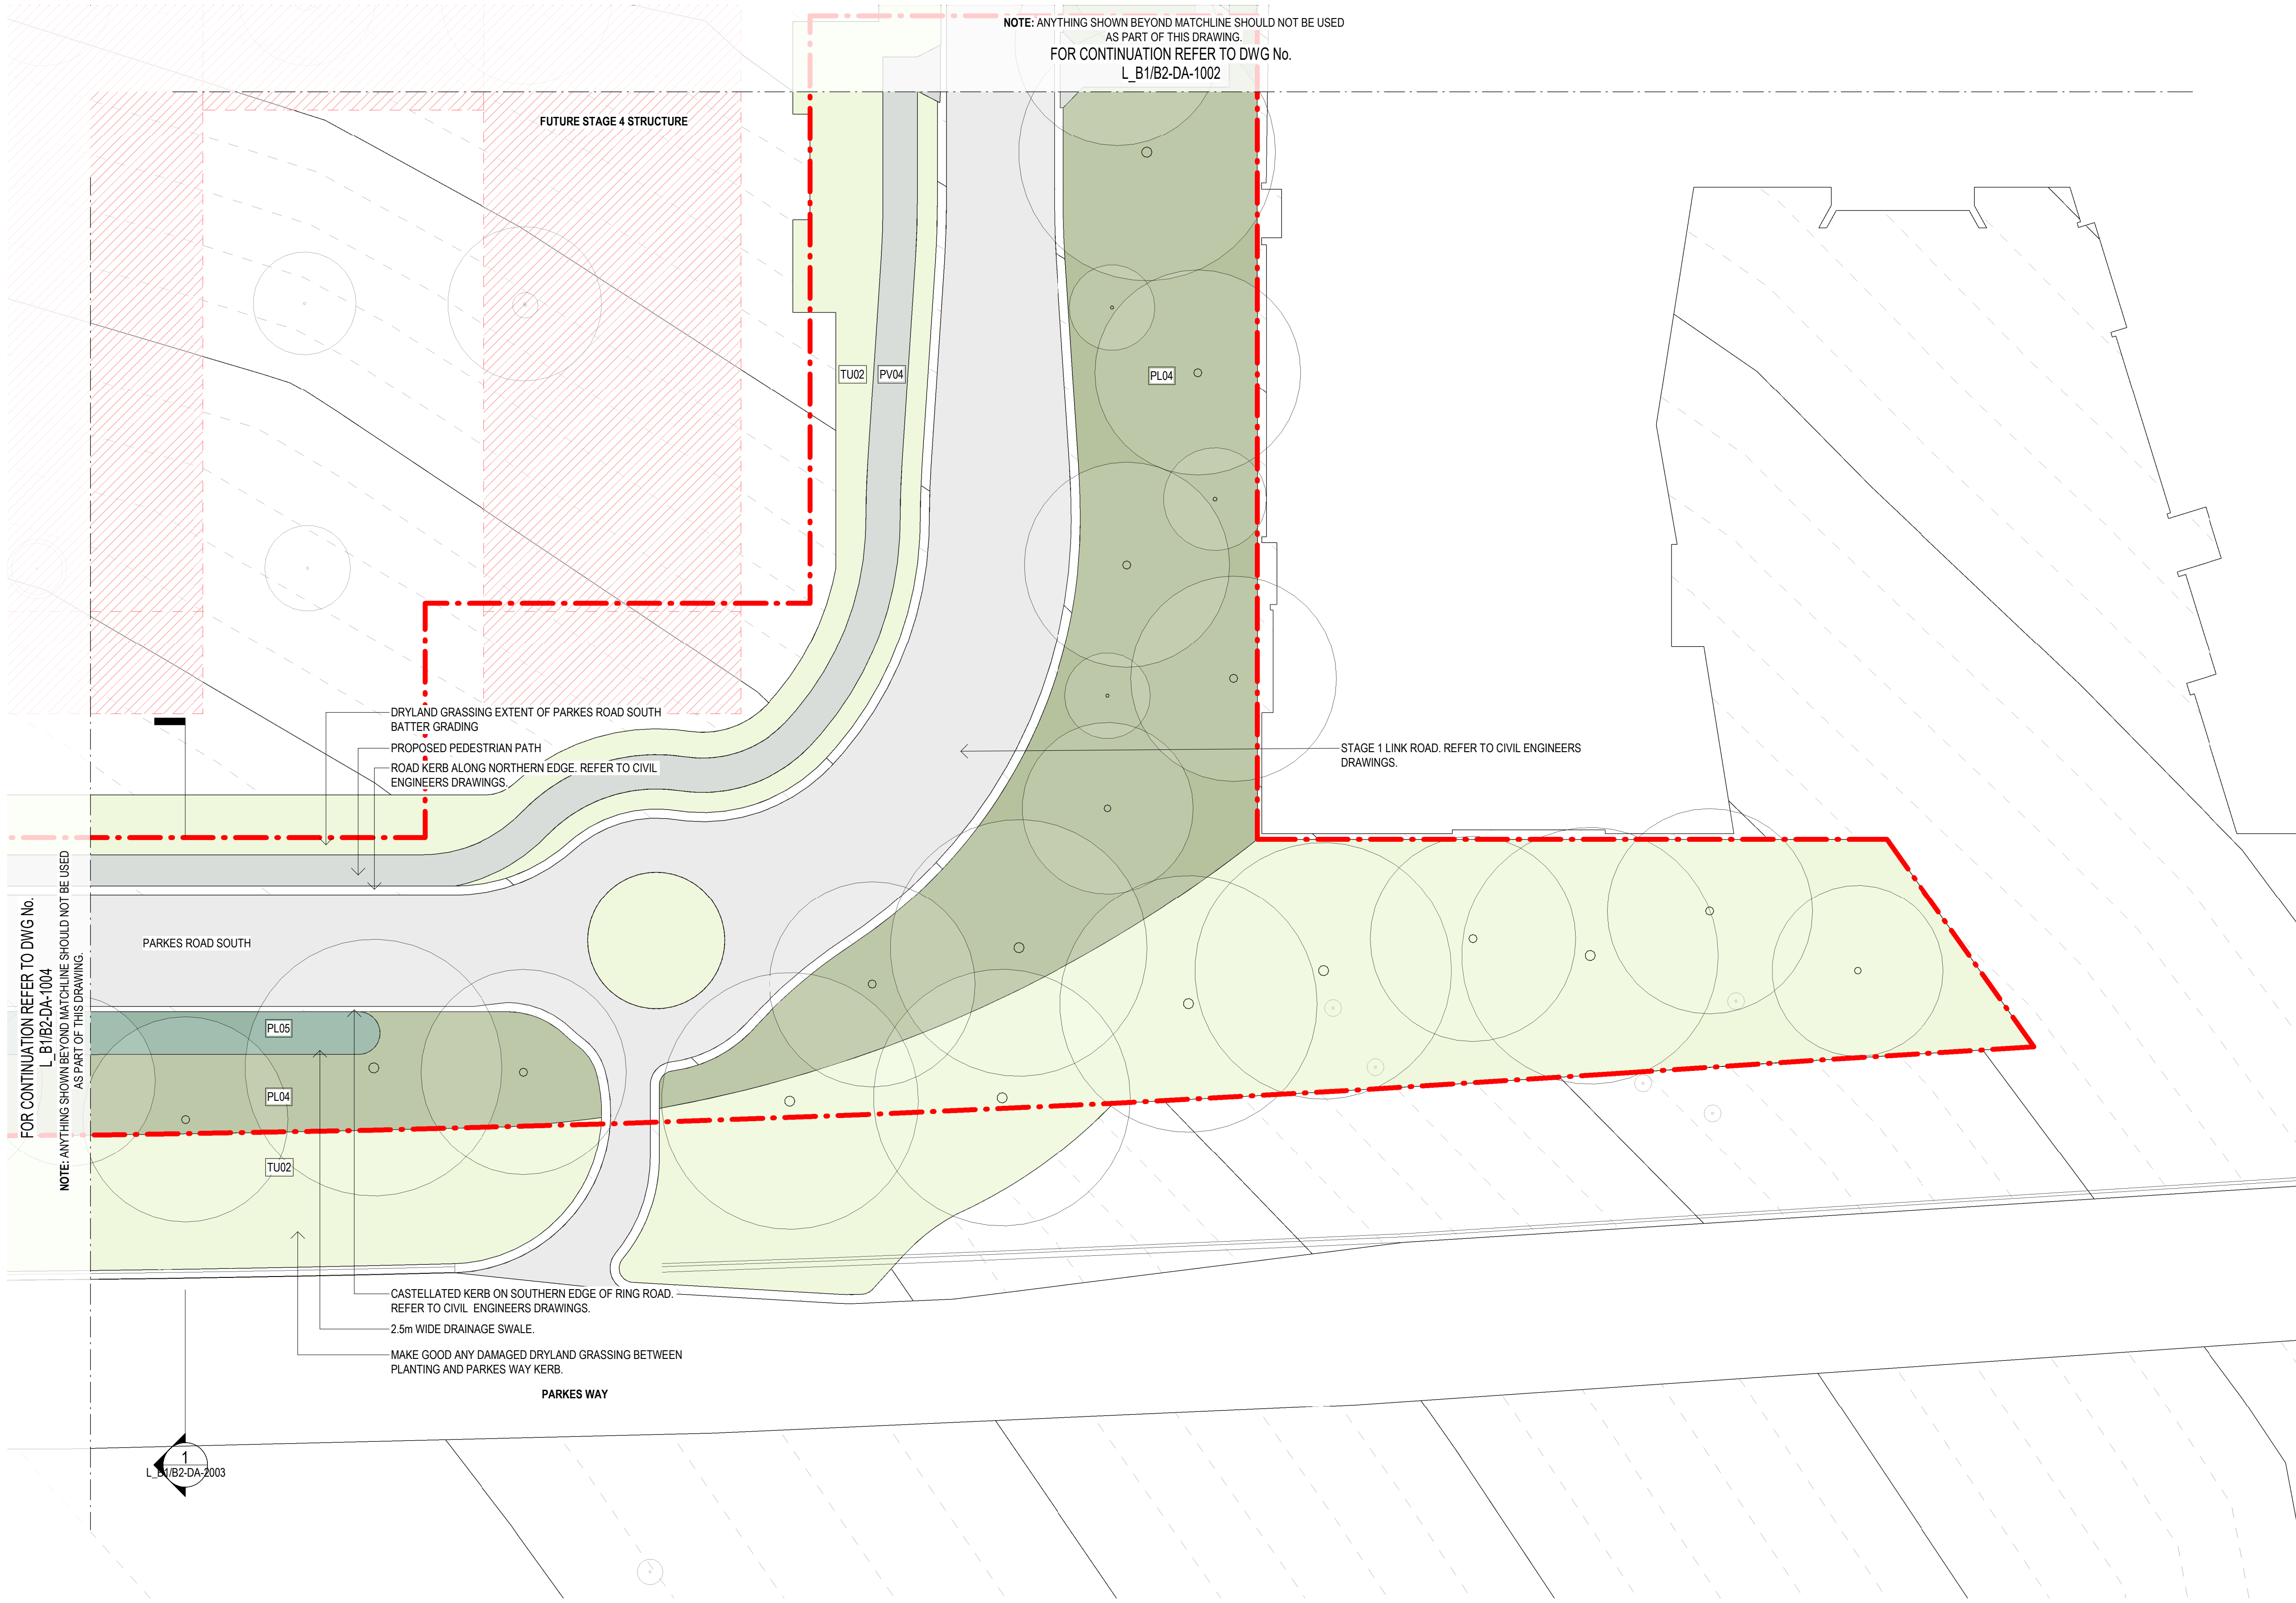 NOTE: ANYTHING SHOWN BEYOND MATCHLINE SHOULD NOT BE USED
AS PART OF THIS DRAWING.
FOR CONTINUATION REFER TO DWG No.
L_B1/B2-DA-1002
FUTURE STAGE 4 STRUCTURE
TU02
PV04
PL04
DRYLAND GRASSING EXTENT OF PARKES ROAD SOUTH
BATTER GRADING
PROPOSED PEDESTRIAN PATH
ROAD KERB ALONG NORTHERN EDGE. REFER TO CIVIL
ENGINEERS DRAWINGS.
STAGE 1 LINK ROAD. REFER TO CIVIL ENGINEERS
DRAWINGS.
FOR CONTINUATION REFER TO DWG No.
L_B1/B2-DA-1004
NOTE: ANYTHING SHOWN BEYOND MATCHLINE SHOULD NOT BE USED
AS PART OF THIS DRAWING.
PARKES ROAD SOUTH
PL05
PL04
TU02
CASTELLATED KERB ON SOUTHERN EDGE OF RING ROAD.
REFER TO CIVIL ENGINEERS DRAWINGS.
2.5m WIDE DRAINAGE SWALE.
MAKE GOOD ANY DAMAGED DRYLAND GRASSING BETWEEN
PLANTING AND PARKES WAY KERB.
PARKES WAY
1
L_B1/B2-DA-2003